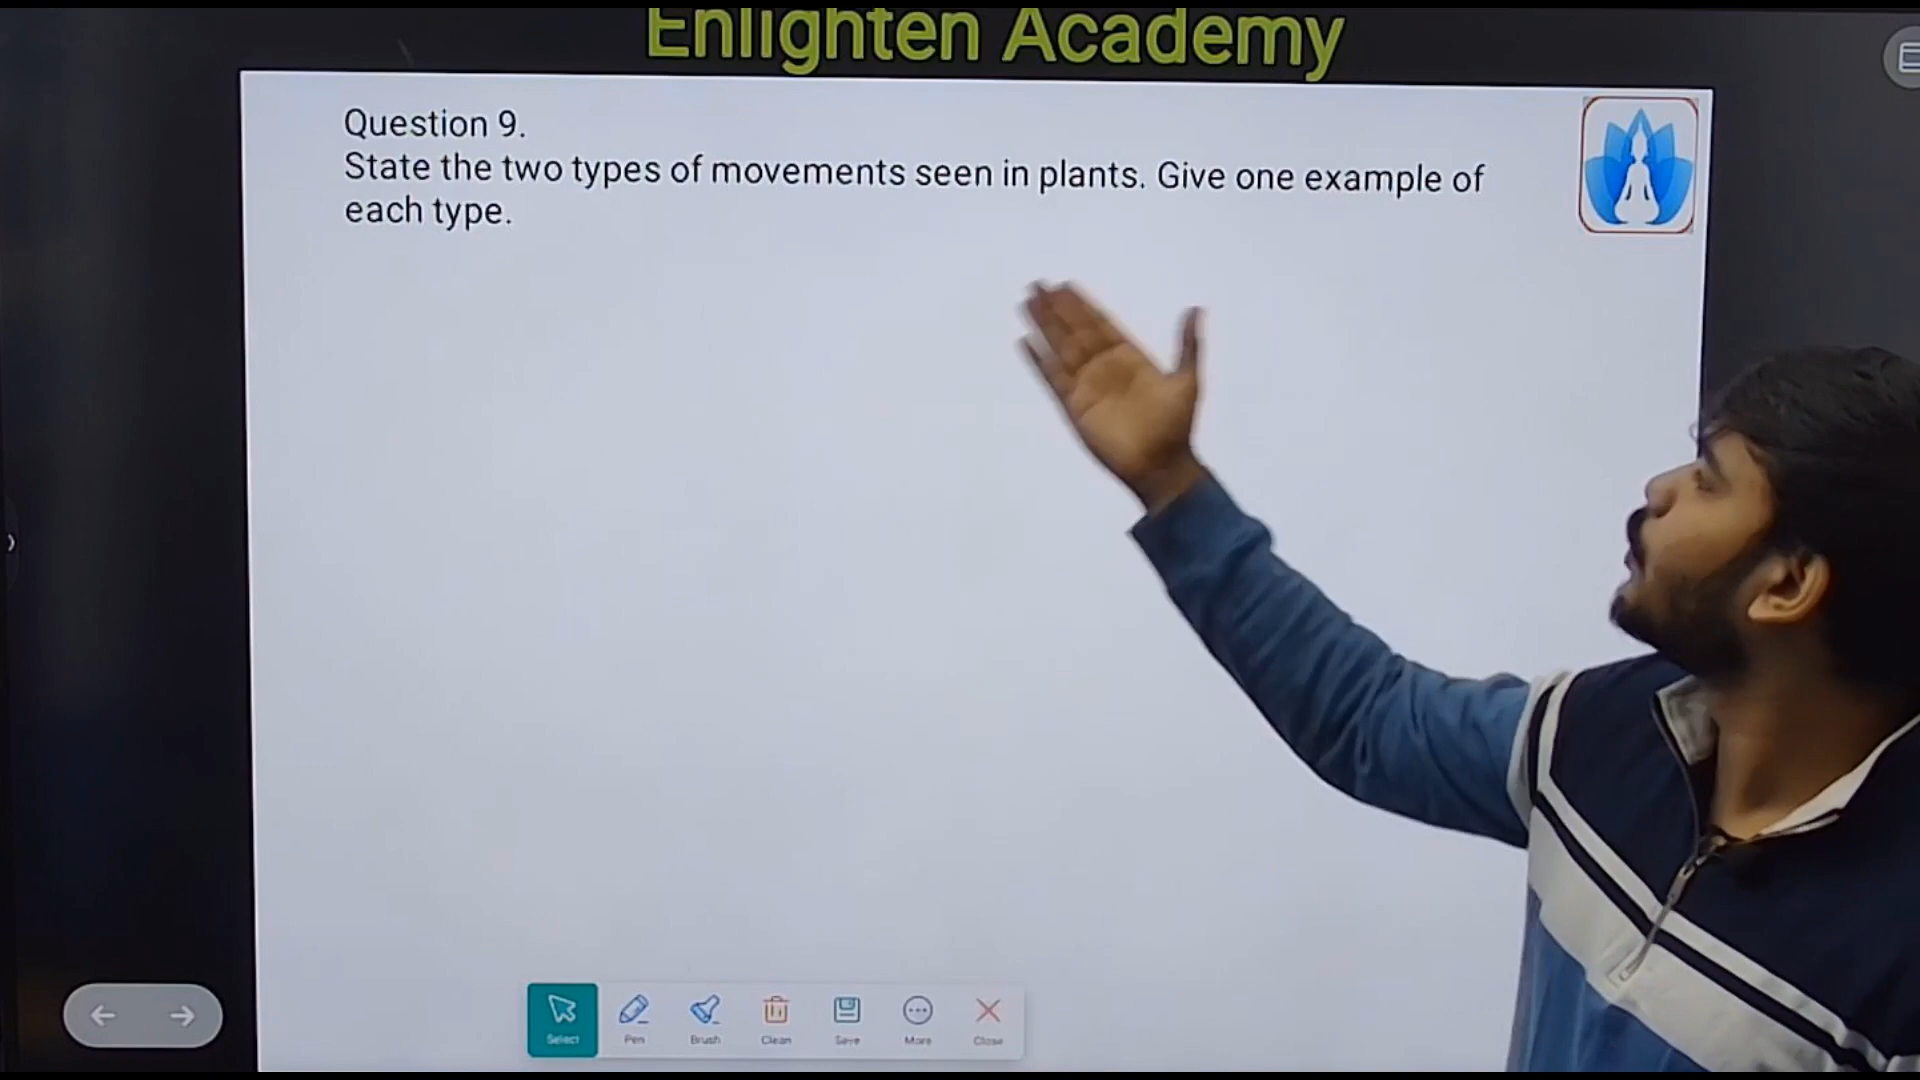 Enlighten Academy
Question 9.
State the two types of movements seen in plants. Give one example of
each type.
Select Pen Brush Clean Save More Close